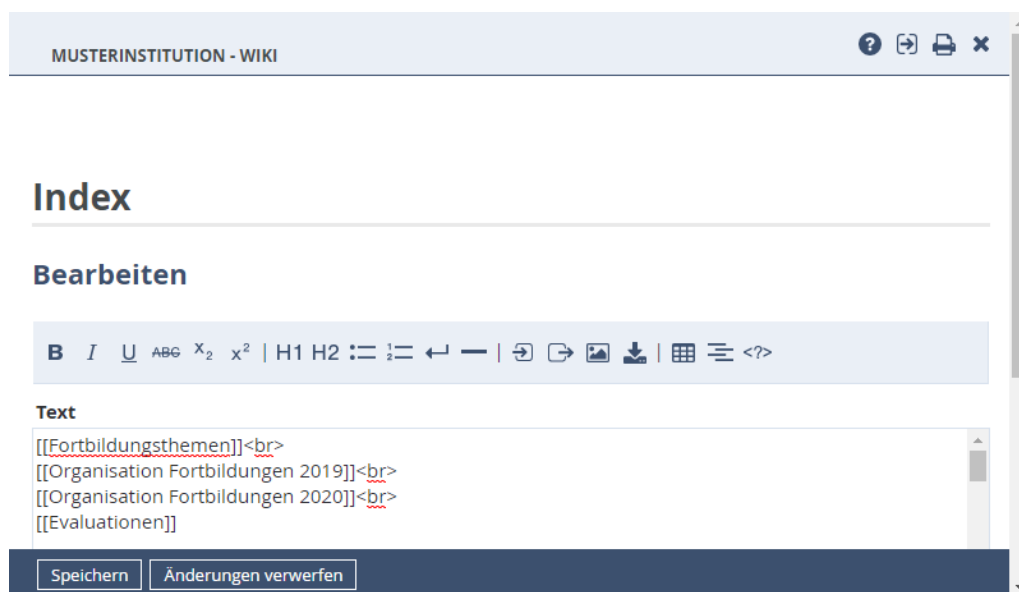 MUSTERINSTITUTION - WIKI
Index
Bearbeiten
B I U ABC X₂ x² | H1 H2 | | <?>
Text
[[Fortbildungsthemen]]<br>
[[Organisation Fortbildungen 2019]]<br>
[[Organisation Fortbildungen 2020]]<br>
[[Evaluationen]]
Speichern Änderungen verwerfen